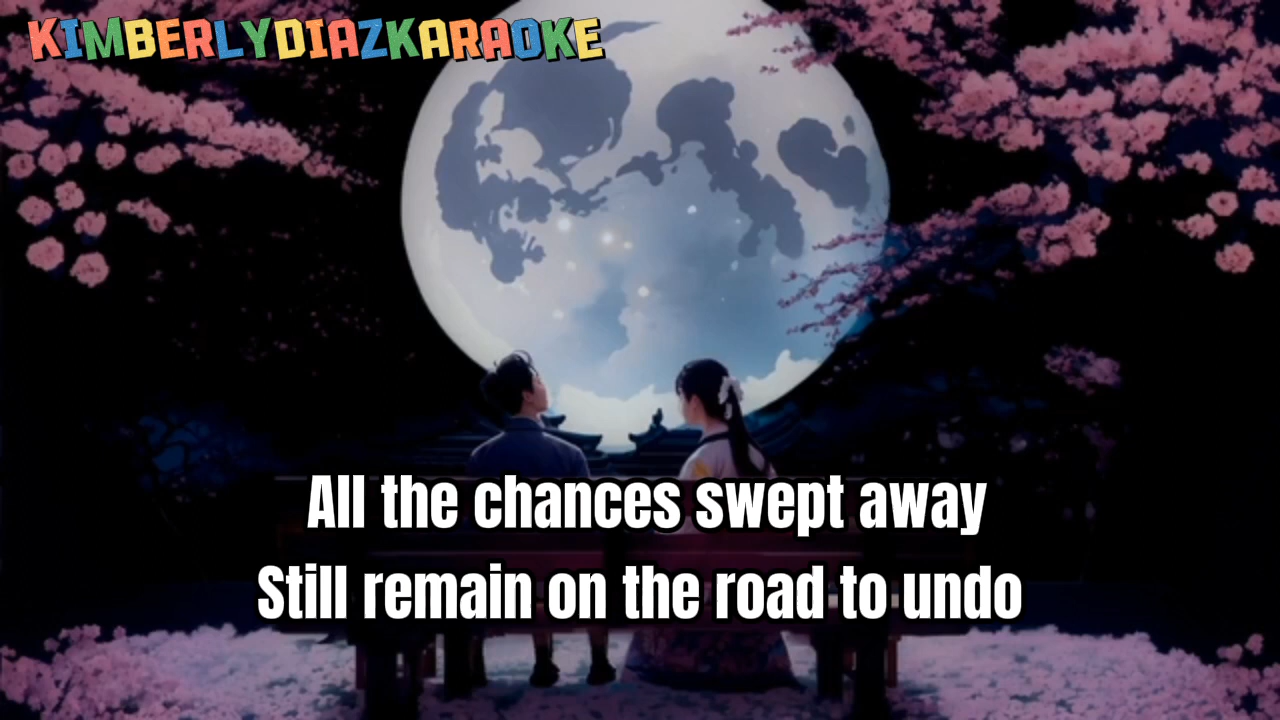 KIMBERLYDIAZKARAOKE
All the chances swept away
Still remain on the road to undo